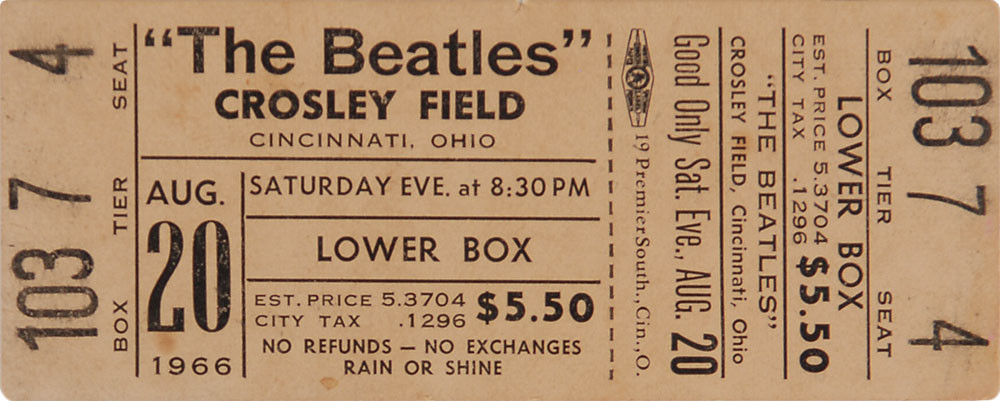 103 7 4
BOX TIER SEAT
"The Beatles"
CROSLEY FIELD
CINCINNATI, OHIO
AUG.
20
1966
SATURDAY EVE. at 8:30 PM
LOWER BOX
EST. PRICE 5.3704
CITY TAX .1296
$5.50
NO REFUNDS — NO EXCHANGES
RAIN OR SHINE
19 Premier South., Cin., O.
Good Only Sat. Eve., AUG. 20
CROSLEY FIELD, Cincinnati, Ohio
"THE BEATLES"
CITY TAX .1296
EST. PRICE 5.3704
$5.50
LOWER BOX
BOX TIER SEAT
103 7 4